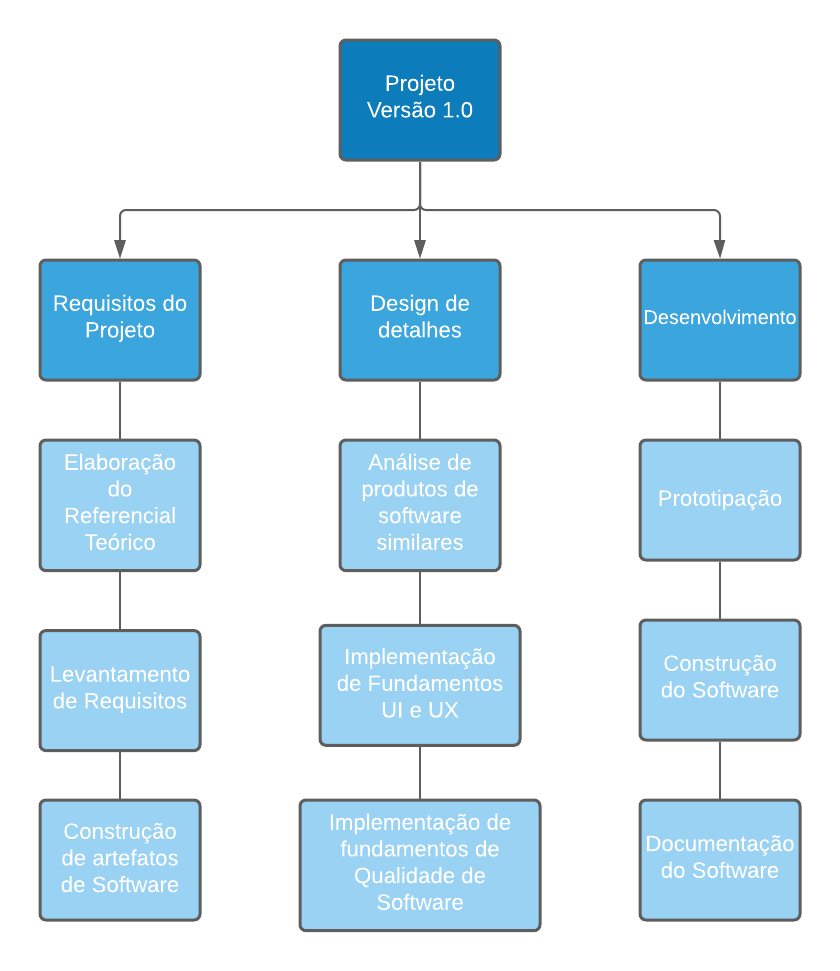 Projeto
Versão 1.0
Requisitos do
Projeto
Design de
detalhes
Desenvolvimento
Elaboração
do
Referencial
Teórico
Análise de
produtos de
software
similares
Prototipação
Levantamento
de Requisitos
Implementação
de Fundamentos
UI e UX
Construção
do Software
Construção
de artefatos
de Software
Implementação de
fundamentos de
Qualidade de
Software
Documentação
do Software